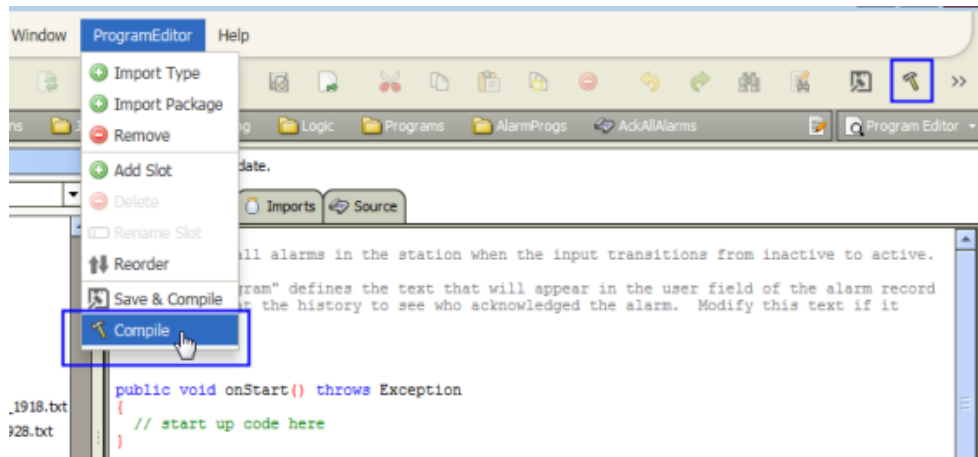 Window ProgramEditor Help
Import Type
Import Package
Remove
Logic Programs AlarmProgs AckAllAlarms Program Editor
Add Slot
date.
Delete
Imports Source
Rename Slot
all alarms in the station when the input transitions from inactive to active.
Reorder
gram" defines the text that will appear in the user field of the alarm record
Save & Compile
at the history to see who acknowledged the alarm. Modify this text if it
Compile
public void onStart() throws Exception
_1918.txt
{
// start up code here
928.txt
}